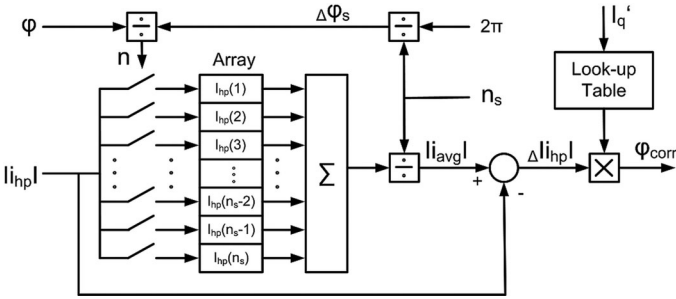 φ
÷
Δφs
÷
2π
Iq'
n
Array
Look-up
Table
Ihp(1)
Ihp(2)
Ihp(3)
Ihp(ns-2)
Ihp(ns-1)
Ihp(ns)
Σ
ns
|ihp|
÷
|iavg|
+
-
Δ|ihp|
×
φcorr